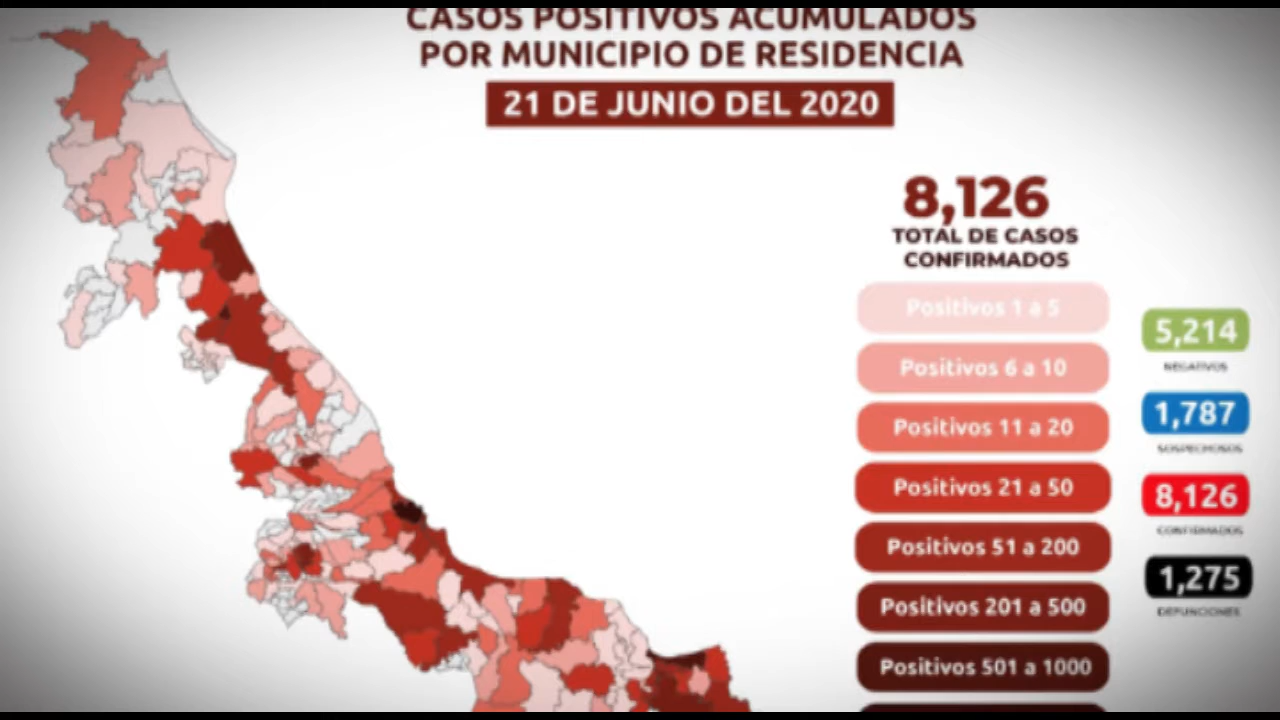 CASOS POSITIVOS ACUMULADOS
POR MUNICIPIO DE RESIDENCIA
21 DE JUNIO DEL 2020
8,126
TOTAL DE CASOS
CONFIRMADOS
Positivos 1 a 5
Positivos 6 a 10
Positivos 11 a 20
Positivos 21 a 50
Positivos 51 a 200
Positivos 201 a 500
Positivos 501 a 1000
5,214
NEGATIVOS
1,787
SOSPECHOSOS
8,126
CONFIRMADOS
1,275
DEFUNCIONES